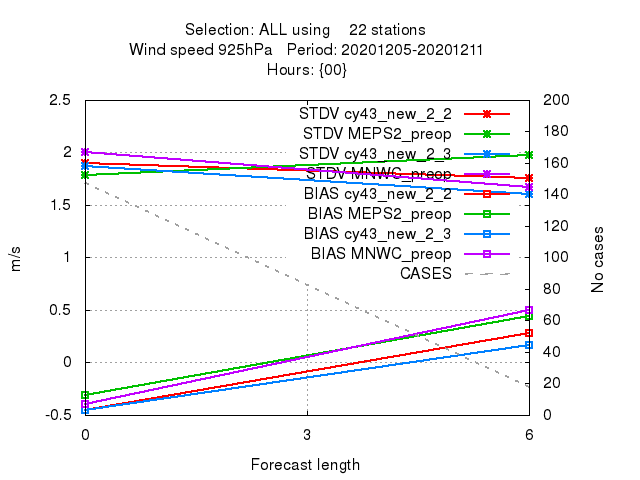 Selection: ALL using 22 stations
Wind speed 925hPa Period: 20201205-20201211
Hours: {00}
2.5
2
1.5
1
0.5
0
-0.5
m/s
STDV cy43_new_2_2
STDV MEPS2_preop
STDV cy43_new_2_3
STDV MNWC_preop
BIAS cy43_new_2_2
BIAS MEPS2_preop
BIAS cy43_new_2_3
BIAS MNWC_preop
CASES
200
180
160
140
120
100
80
60
40
20
0
No cases
0 3 6
Forecast length